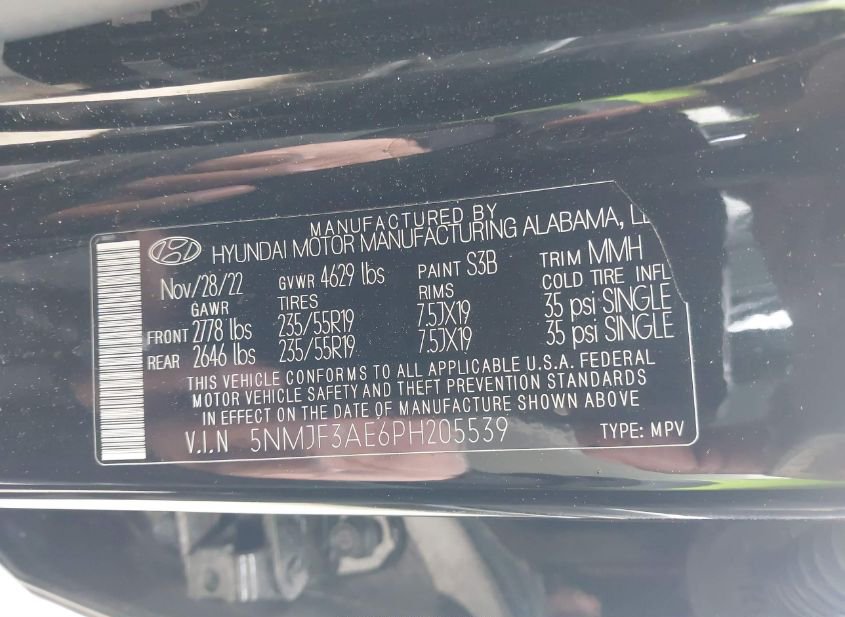 MANUFACTURED BY
HYUNDAI MOTOR MANUFACTURING ALABAMA,
Nov/28/22 GVWR 4629 lbs PAINT S3B TRIM MMH
GAWR TIRES RIMS COLD TIRE INFL
FRONT 2778 lbs 235/55R19 7.5JX19 35 psi SINGLE
REAR 2646 lbs 235/55R19 7.5JX19 35 psi SINGLE
THIS VEHICLE CONFORMS TO ALL APPLICABLE U.S.A. FEDERAL
MOTOR VEHICLE SAFETY AND THEFT PREVENTION STANDARDS
IN EFFECT ON THE DATE OF MANUFACTURE SHOWN ABOVE
V.I.N 5NMJF3AE6PH205539 TYPE: MPV